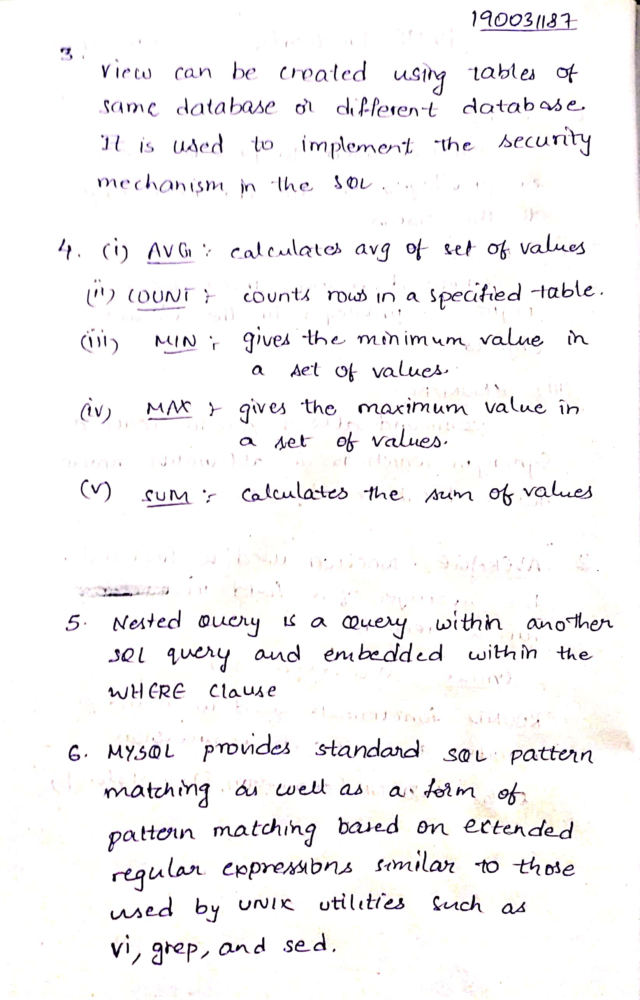 190031187
3.
View can be created using tables of
same database or different database.
It is used to implement the security
mechanism in the SQL.
4. (i) AVG :- calculates avg of set of values
(ii) COUNT :- counts rows in a specified table.
(iii) MIN :- gives the minimum value in
a set of values.
(iv) MAX :- gives the maximum value in
a set of values.
(v) SUM :- calculates the sum of values
5. Nested Query is a Query within another
SQL query and embedded within the
WHERE clause
6. MYSQL provides standard SQL pattern
matching as well as a form of
pattern matching based on extended
regular expressions similar to those
used by UNIX utilities such as
vi, grep, and sed.